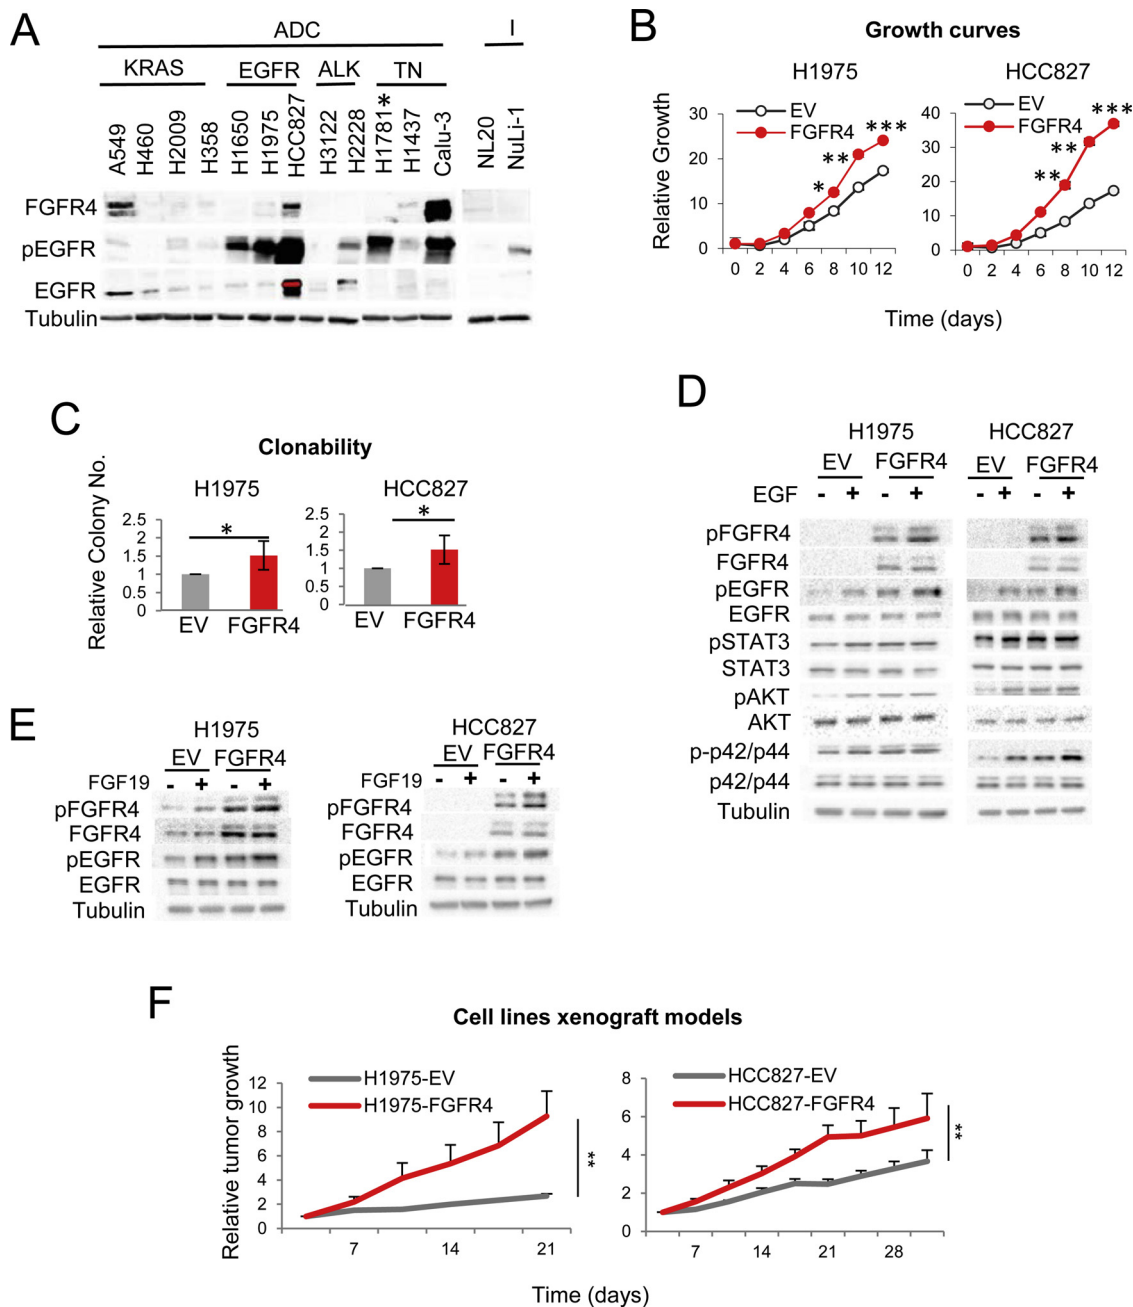 A
ADC
I
KRAS
EGFR
ALK
TN
A549
H460
H2009
H358
H1650
H1975
HCC827
H3122
H2228
H1781*
H1437
Calu-3
NL20
NuLi-1
FGFR4
pEGFR
EGFR
Tubulin
B
Growth curves
H1975
HCC827
Relative Growth
30
20
10
0
EV
FGFR4
*
**
***
0 2 4 6 8 10 12
40
30
20
10
0
EV
FGFR4
**
**
***
0 2 4 6 8 10 12
Time (days)
C
Clonability
Relative Colony No.
H1975
2.5
2
1.5
1
0.5
0
*
EV FGFR4
HCC827
2.5
2
1.5
1
0.5
0
*
EV FGFR4
D
H1975 HCC827
EV FGFR4 EV FGFR4
EGF - + - + - + - +
pFGFR4
FGFR4
pEGFR
EGFR
pSTAT3
STAT3
pAKT
AKT
p-p42/p44
p42/p44
Tubulin
E
H1975
EV FGFR4
FGF19 - + - +
pFGFR4
FGFR4
pEGFR
EGFR
Tubulin
HCC827
EV FGFR4
FGF19 - + - +
pFGFR4
FGFR4
pEGFR
EGFR
Tubulin
F
Cell lines xenograft models
Relative tumor growth
12
10
8
6
4
2
0
H1975-EV
H1975-FGFR4
**
7 14 21
8
6
4
2
0
HCC827-EV
HCC827-FGFR4
**
7 14 21 28
Time (days)